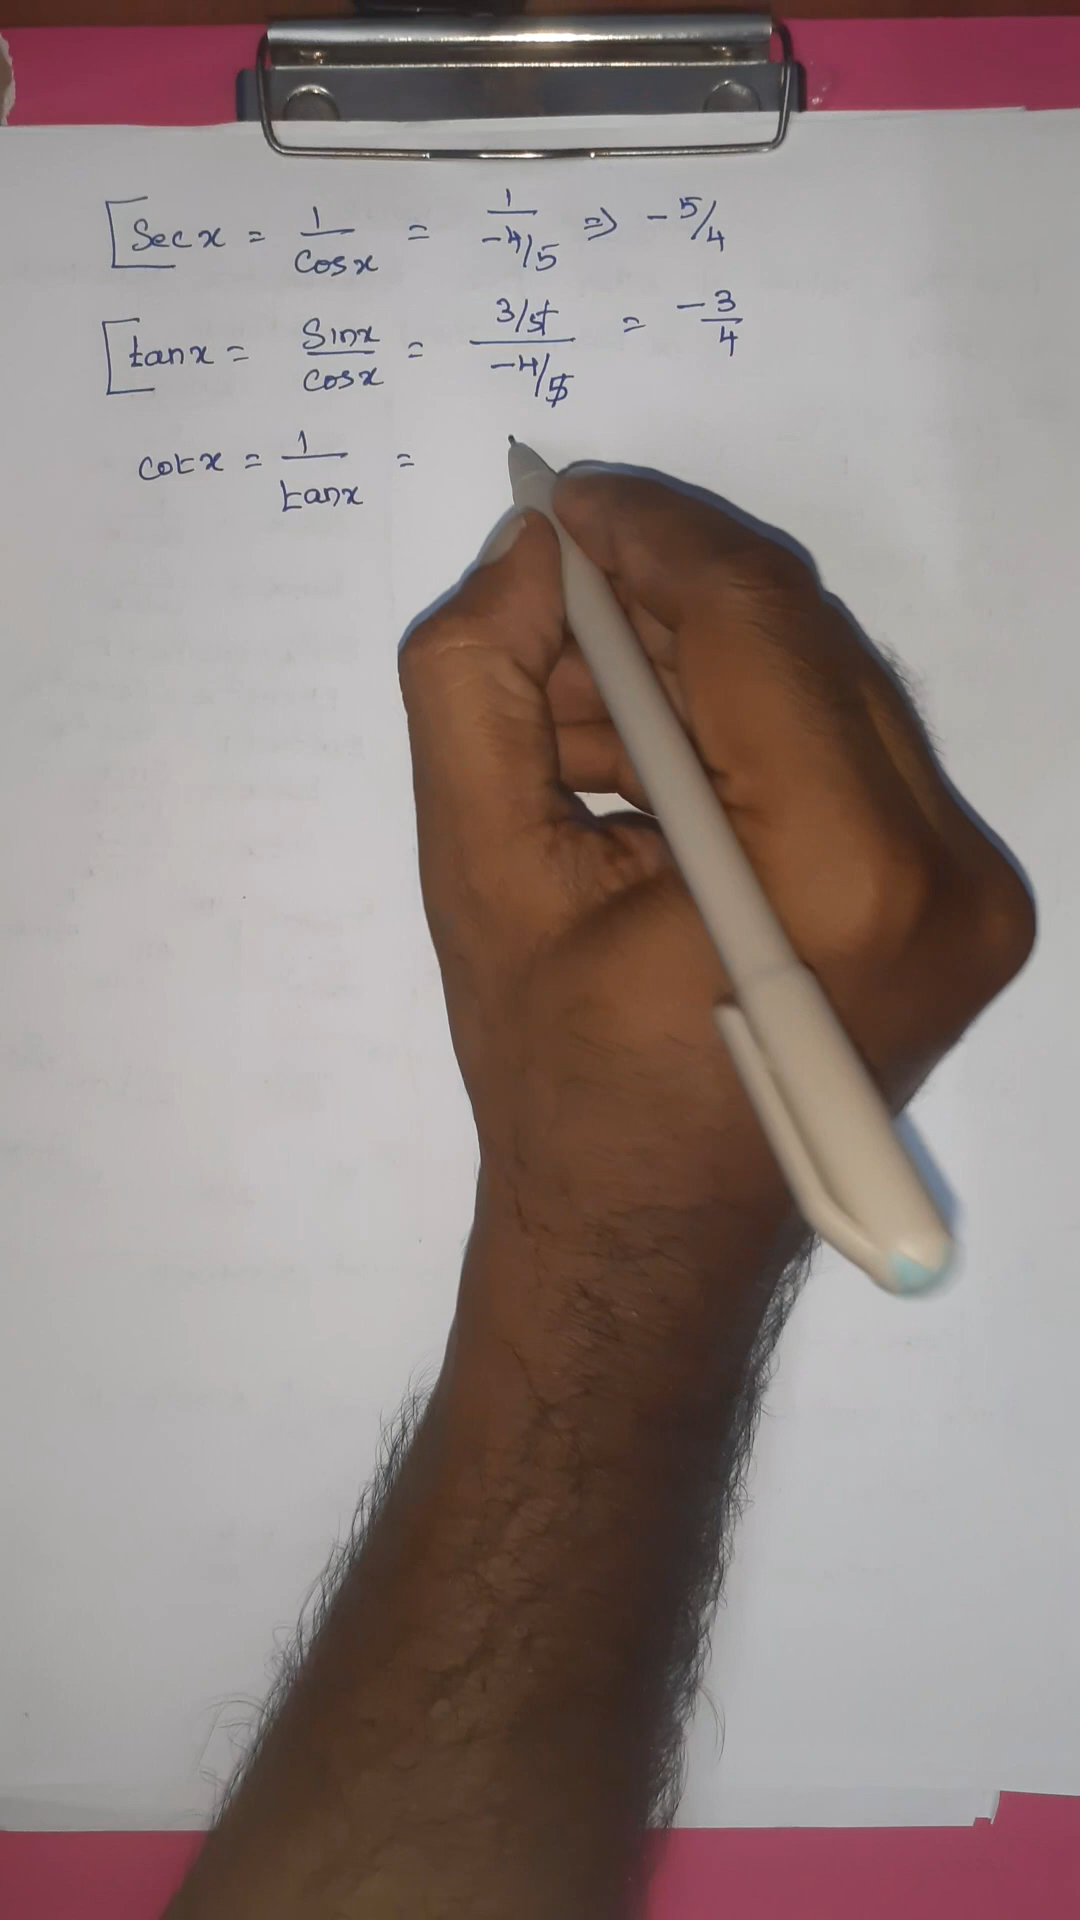 Sec x = 1/cos x = 1/(-4/5) => -5/4
tan x = Sin x/cos x = (3/5)/(-4/5) = -3/4
cot x = 1/tan x =